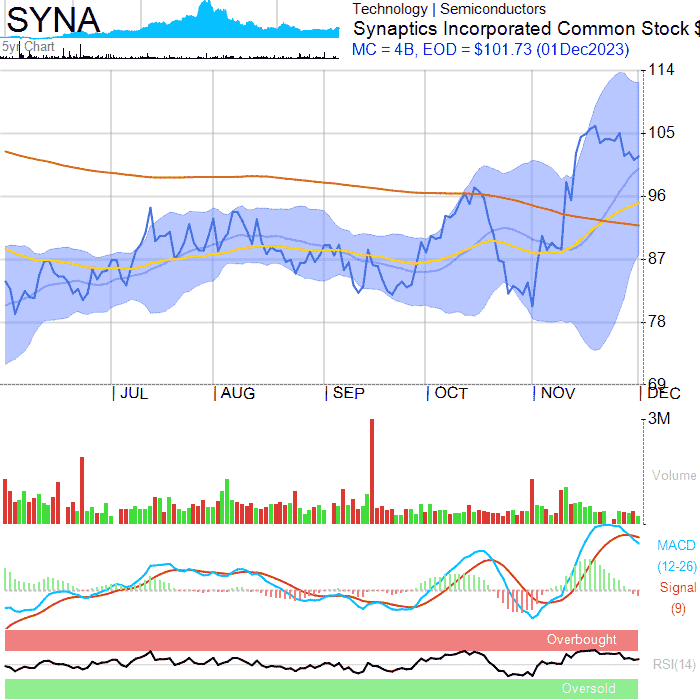 SYNA
Technology | Semiconductors
Synaptics Incorporated Common Stock $
MC = 4B, EOD = $101.73 (01Dec2023)
5yr Chart
114
105
96
87
78
69
JUL
AUG
SEP
OCT
NOV
DEC
3M
Volume
MACD
(12-26)
Signal
(9)
Overbought
RSI(14)
Oversold